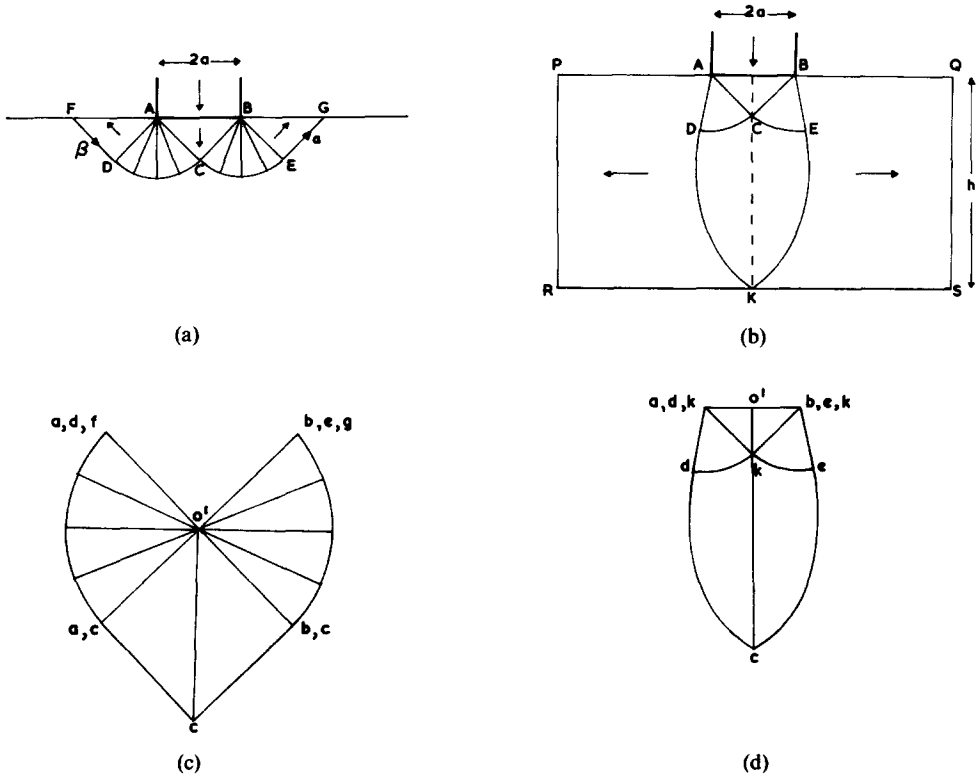 2a
F A B G
β D C E a
(a)
2a
P A B Q
D C E
h
R K S
(b)
a,d,f b,e,g
o'
a,c b,c
c
(c)
a,d,k o' b,e,k
d k e
c
(d)